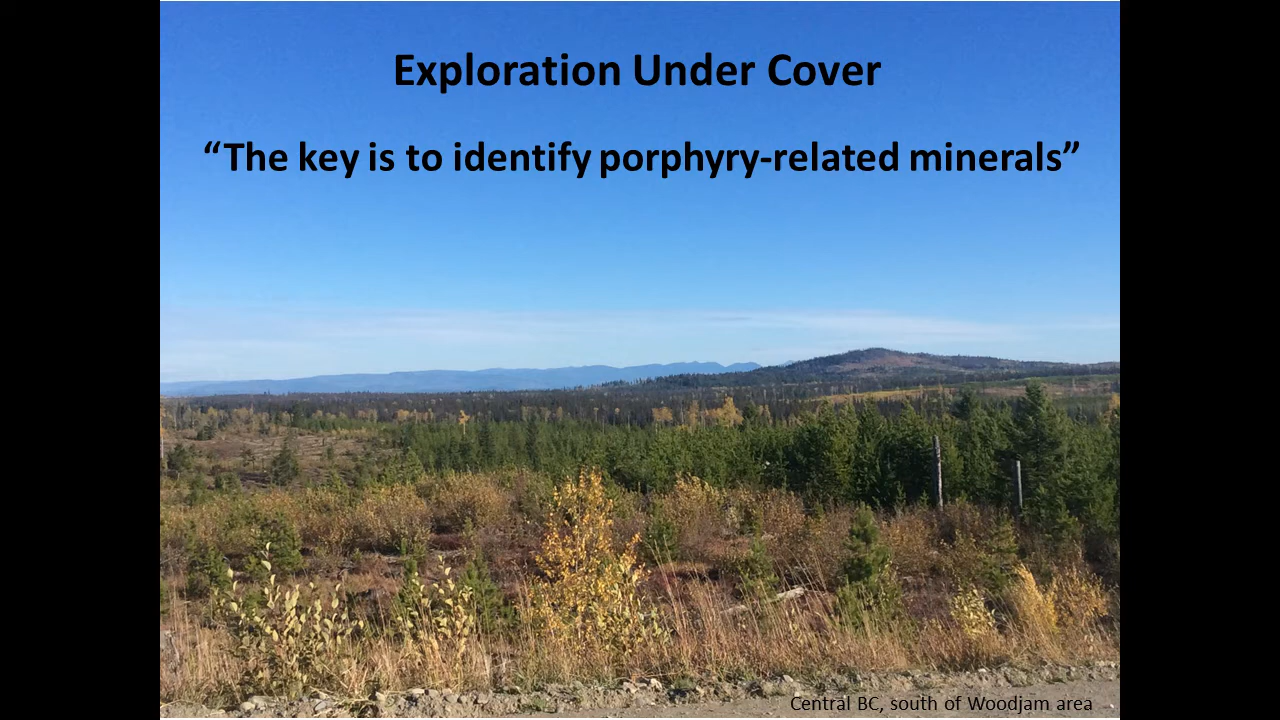 Exploration Under Cover
“The key is to identify porphyry-related minerals”
Central BC, south of Woodjam area